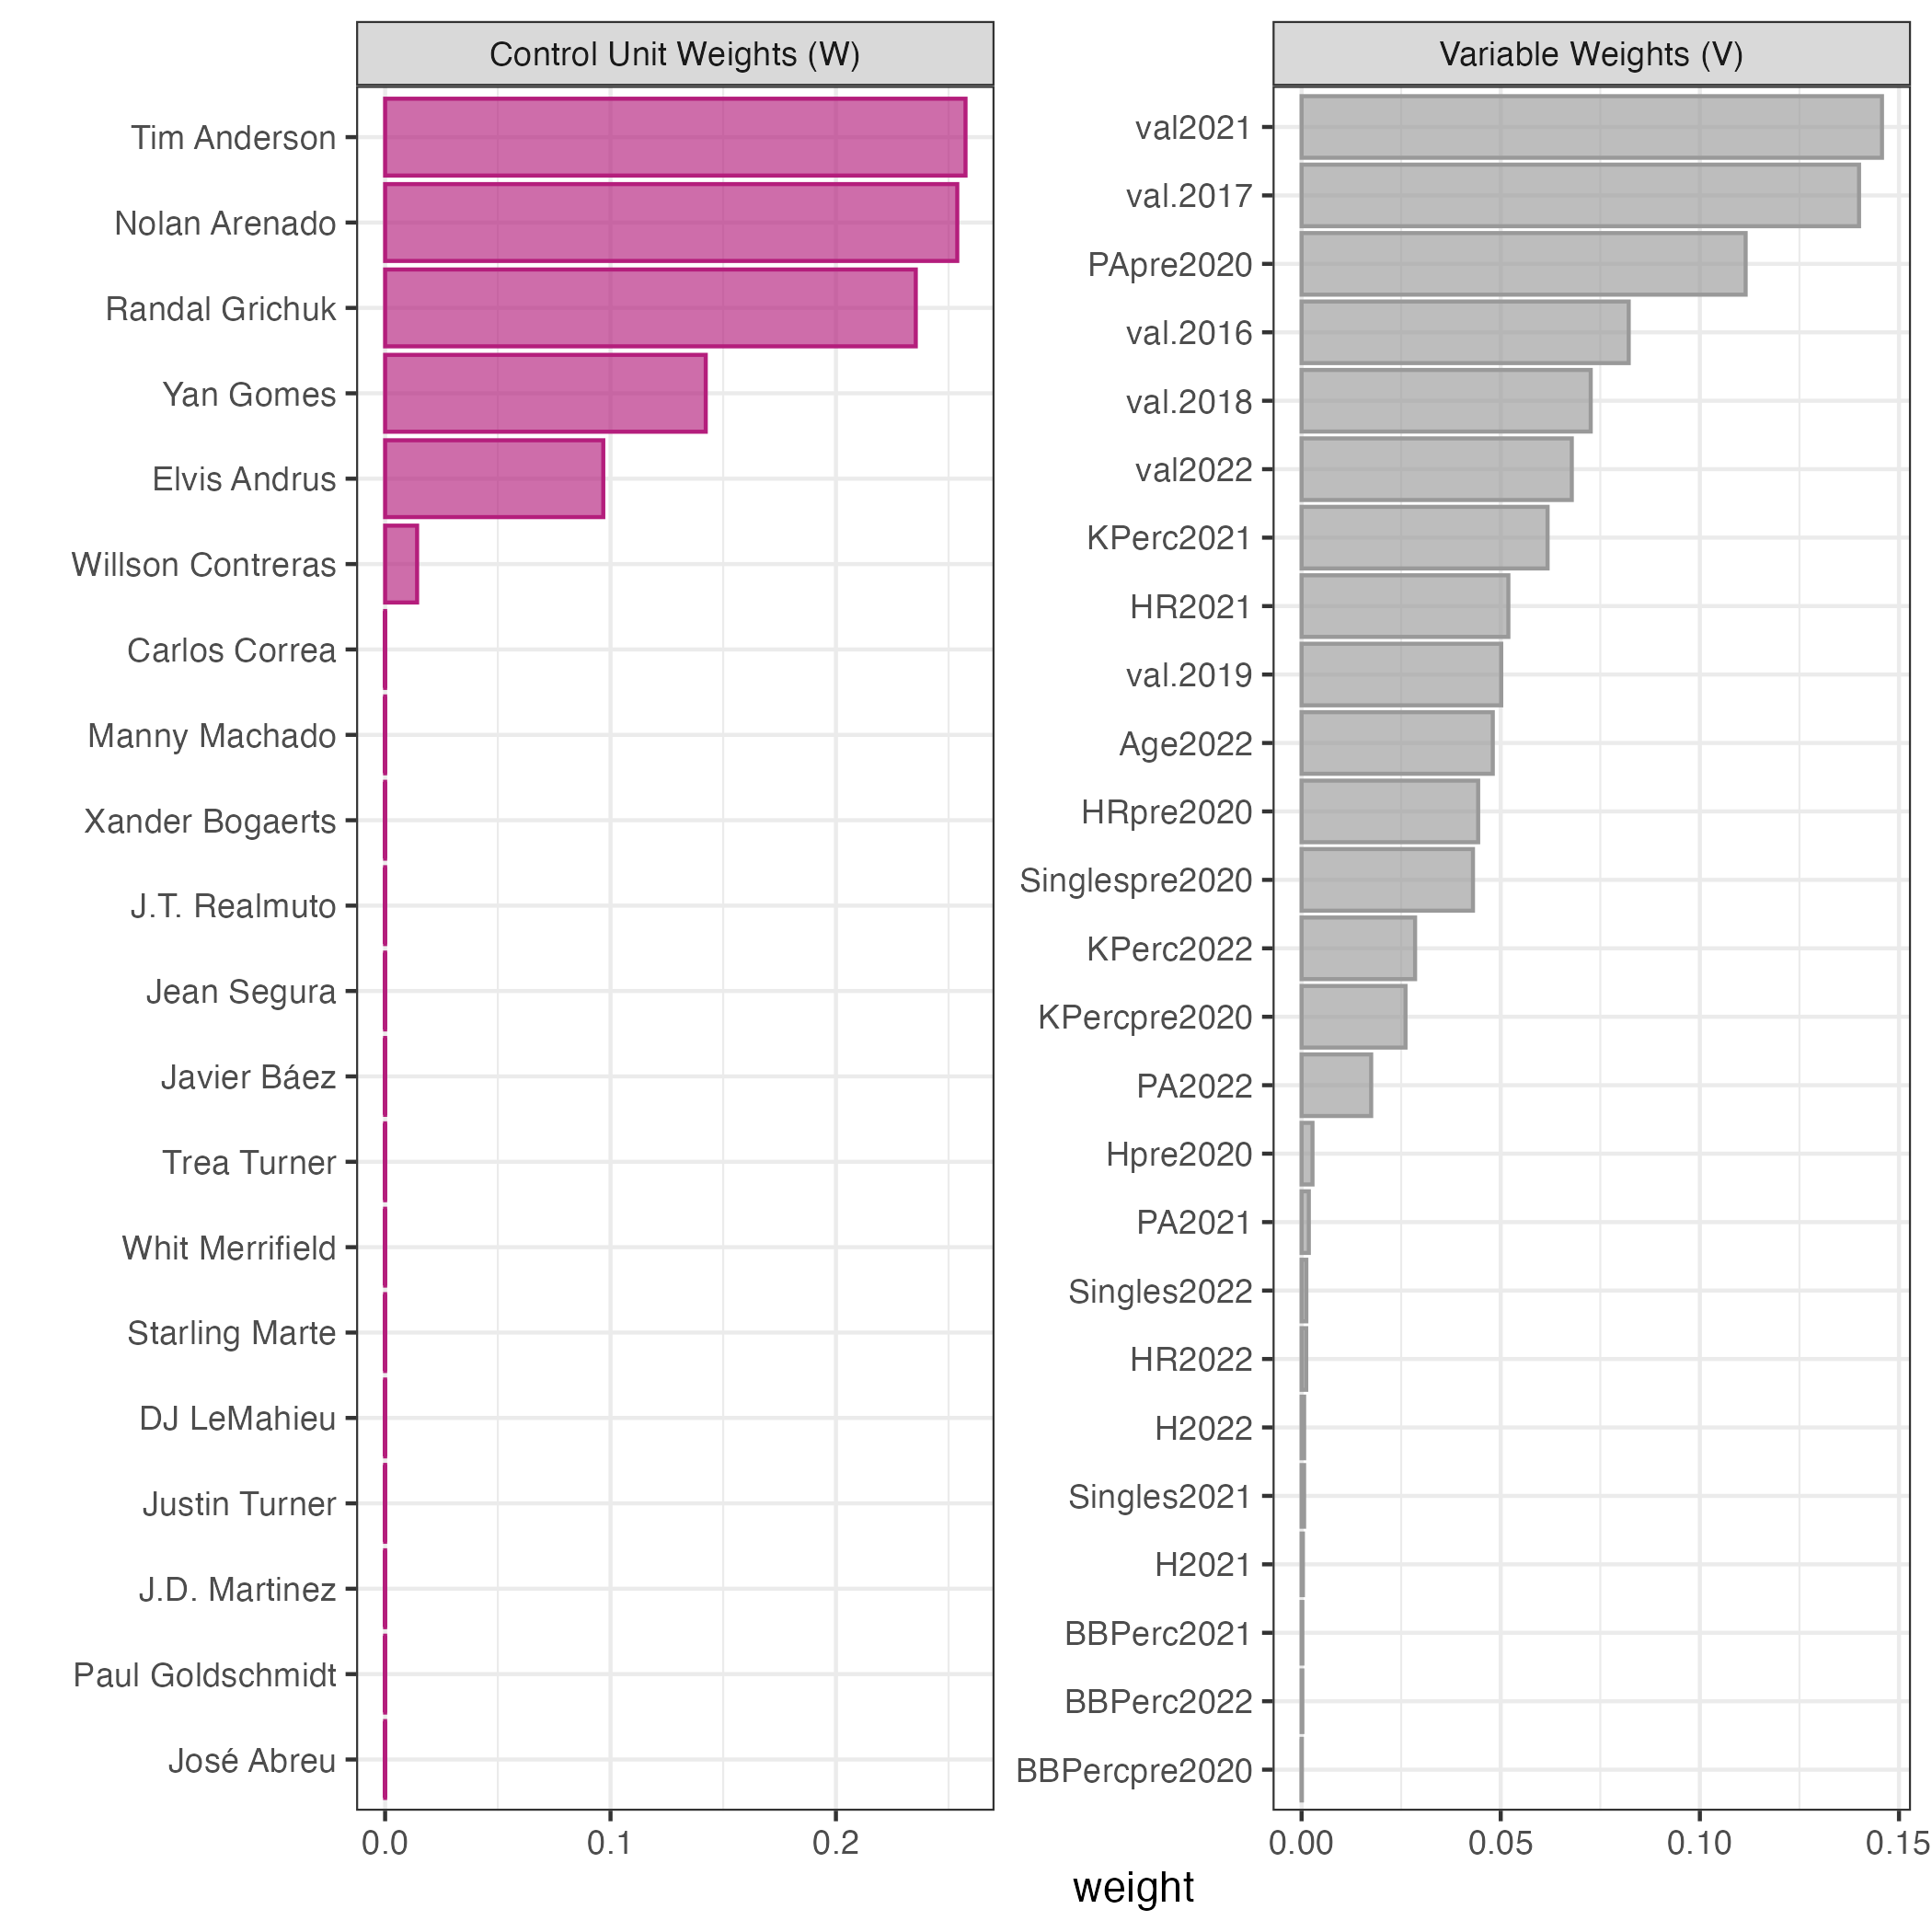 Control Unit Weights (W)
Tim Anderson
Nolan Arenado
Randal Grichuk
Yan Gomes
Elvis Andrus
Willson Contreras
Carlos Correa
Manny Machado
Xander Bogaerts
J.T. Realmuto
Jean Segura
Javier Báez
Trea Turner
Whit Merrifield
Starling Marte
DJ LeMahieu
Justin Turner
J.D. Martinez
Paul Goldschmidt
José Abreu
0.0 0.1 0.2
Variable Weights (V)
val2021
val.2017
PApre2020
val.2016
val.2018
val2022
KPerc2021
HR2021
val.2019
Age2022
HRpre2020
Singlespre2020
KPerc2022
KPercpre2020
PA2022
Hpre2020
PA2021
Singles2022
HR2022
H2022
Singles2021
H2021
BBPerc2021
BBPerc2022
BBPercpre2020
0.00 0.05 0.10 0.15
weight